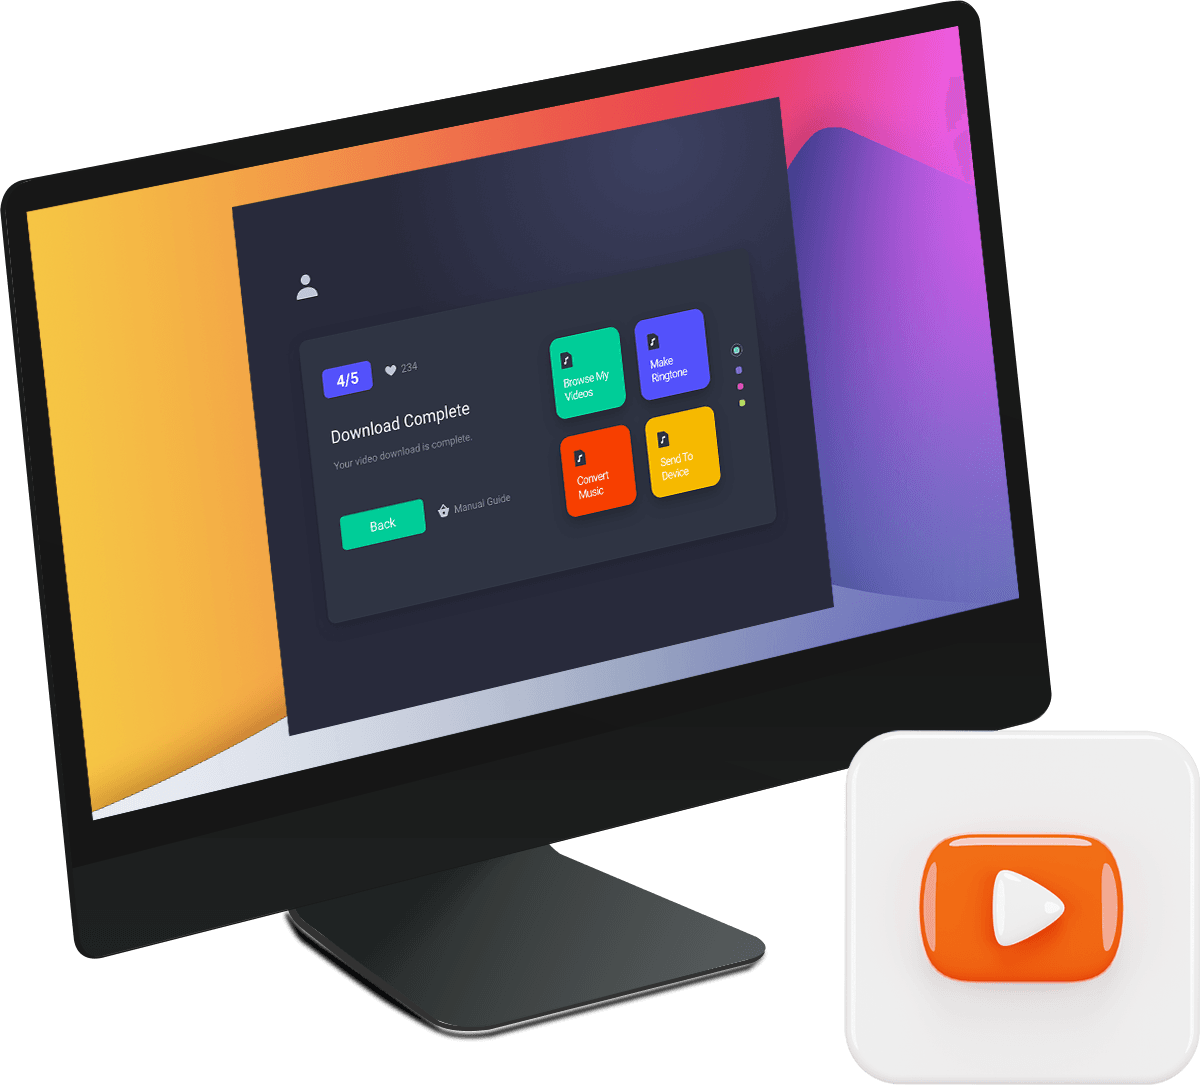 4/5
234
Download Complete
Your video download is complete.
Back
Manual Guide
Browse My
Videos
Make
Ringtone
Convert
Music
Send To
Device